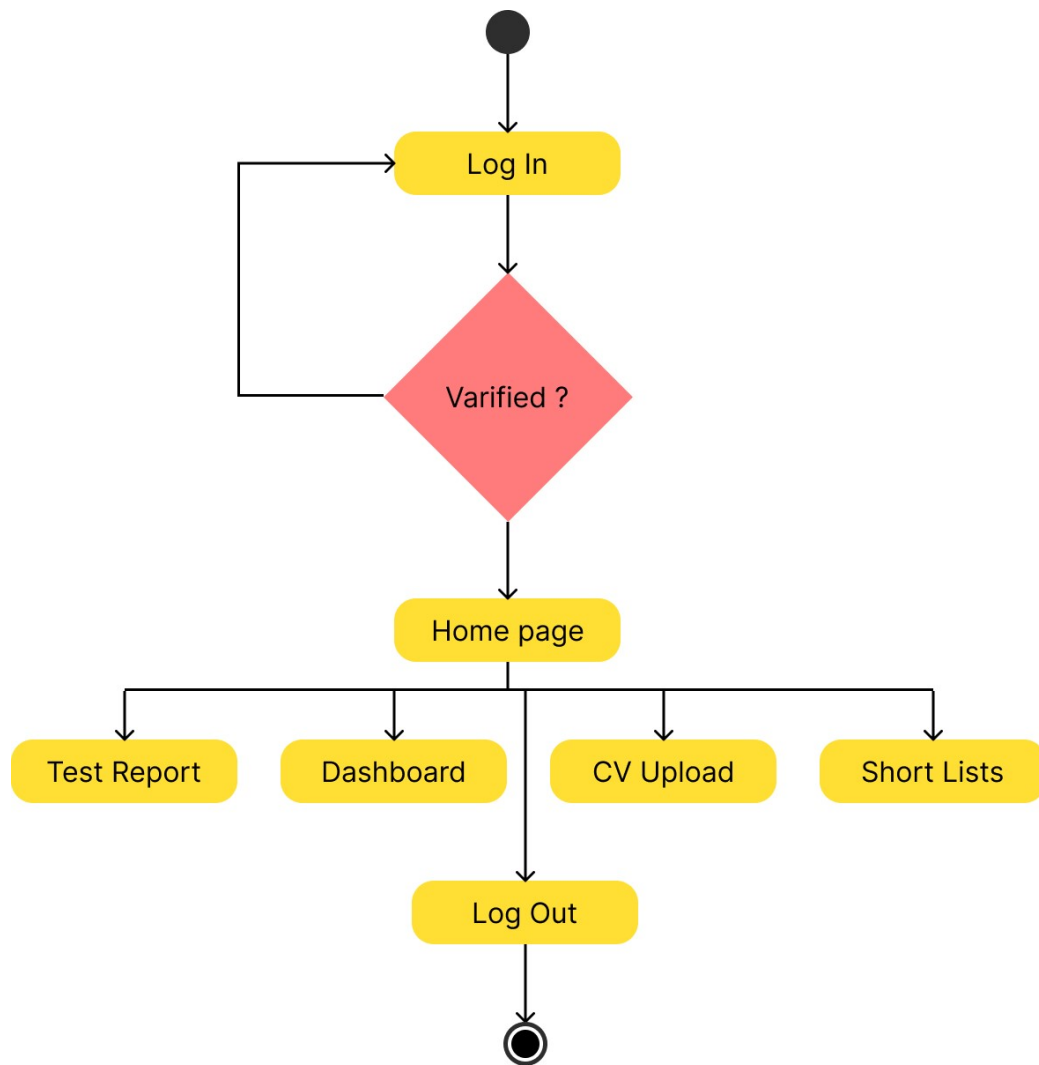 Log In
Varified ?
Home page
Test Report
Dashboard
CV Upload
Short Lists
Log Out